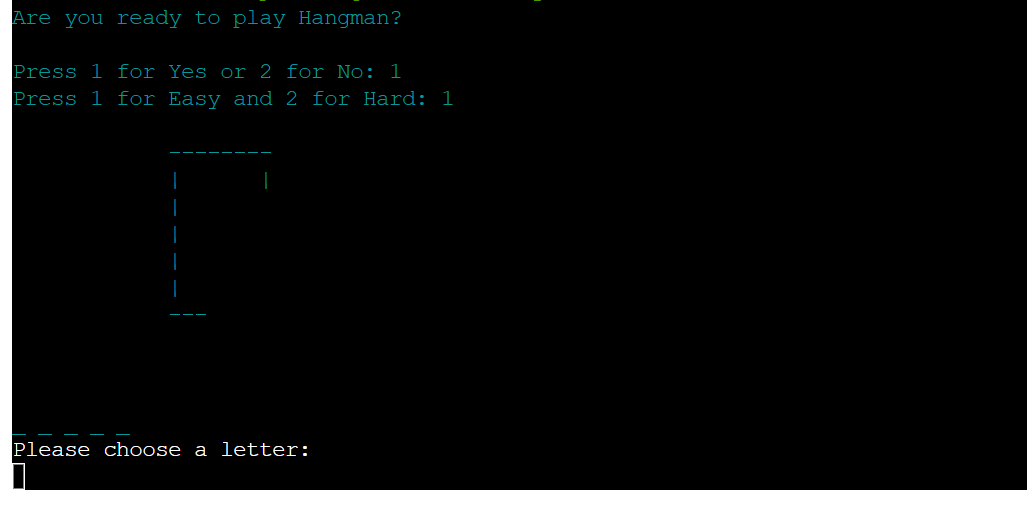 Are you ready to play Hangman?
Press 1 for Yes or 2 for No: 1
Press 1 for Easy and 2 for Hard: 1
--------
|      |
|
|
|
|
---
_ _ _ _ _
Please choose a letter: